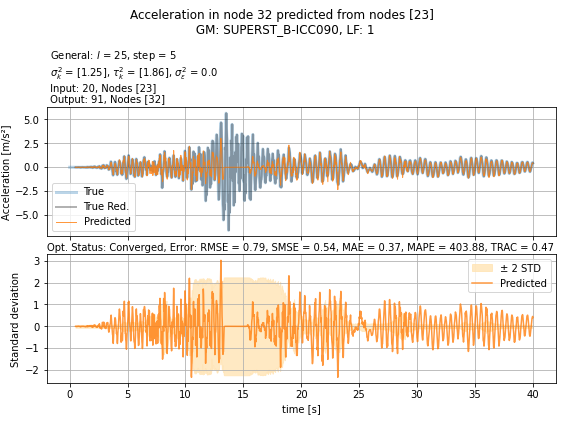 Acceleration in node 32 predicted from nodes [23]
GM: SUPERST_B-ICC090, LF: 1
General: l = 25, step = 5
σ²ₖ = [1.25], τ²ₖ = [1.86], σ²ε = 0.0
Input: 20, Nodes [23]
Output: 91, Nodes [32]
Acceleration [m/s²]
5.0
2.5
0.0
−2.5
−5.0
True
True Red.
Predicted
Opt. Status: Converged, Error: RMSE = 0.79, SMSE = 0.54, MAE = 0.37, MAPE = 403.88, TRAC = 0.47
Standard deviation
3
2
1
0
−1
−2
± 2 STD
Predicted
0 5 10 15 20 25 30 35 40
time [s]